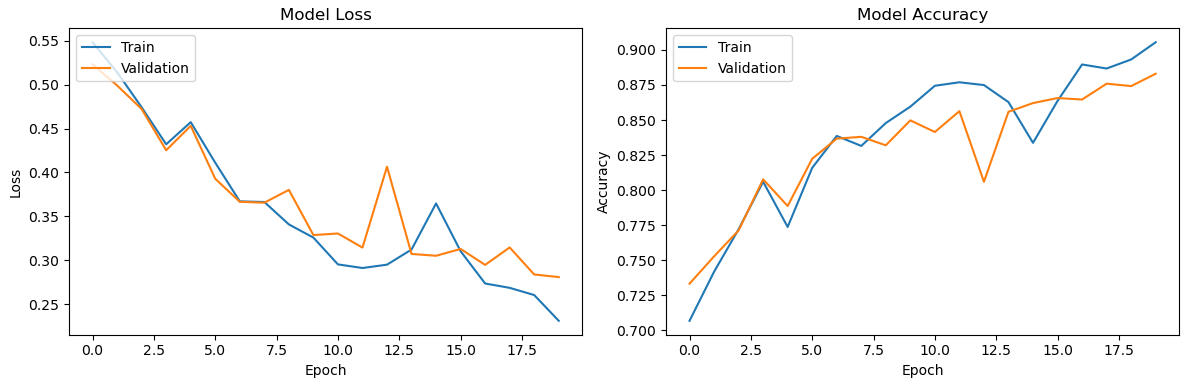 Model Loss
Train
Validation
0.55
0.50
0.45
0.40
0.35
0.30
0.25
Loss
0.0 2.5 5.0 7.5 10.0 12.5 15.0 17.5
Epoch
Model Accuracy
Train
Validation
0.900
0.875
0.850
0.825
0.800
0.775
0.750
0.725
0.700
Accuracy
0.0 2.5 5.0 7.5 10.0 12.5 15.0 17.5
Epoch